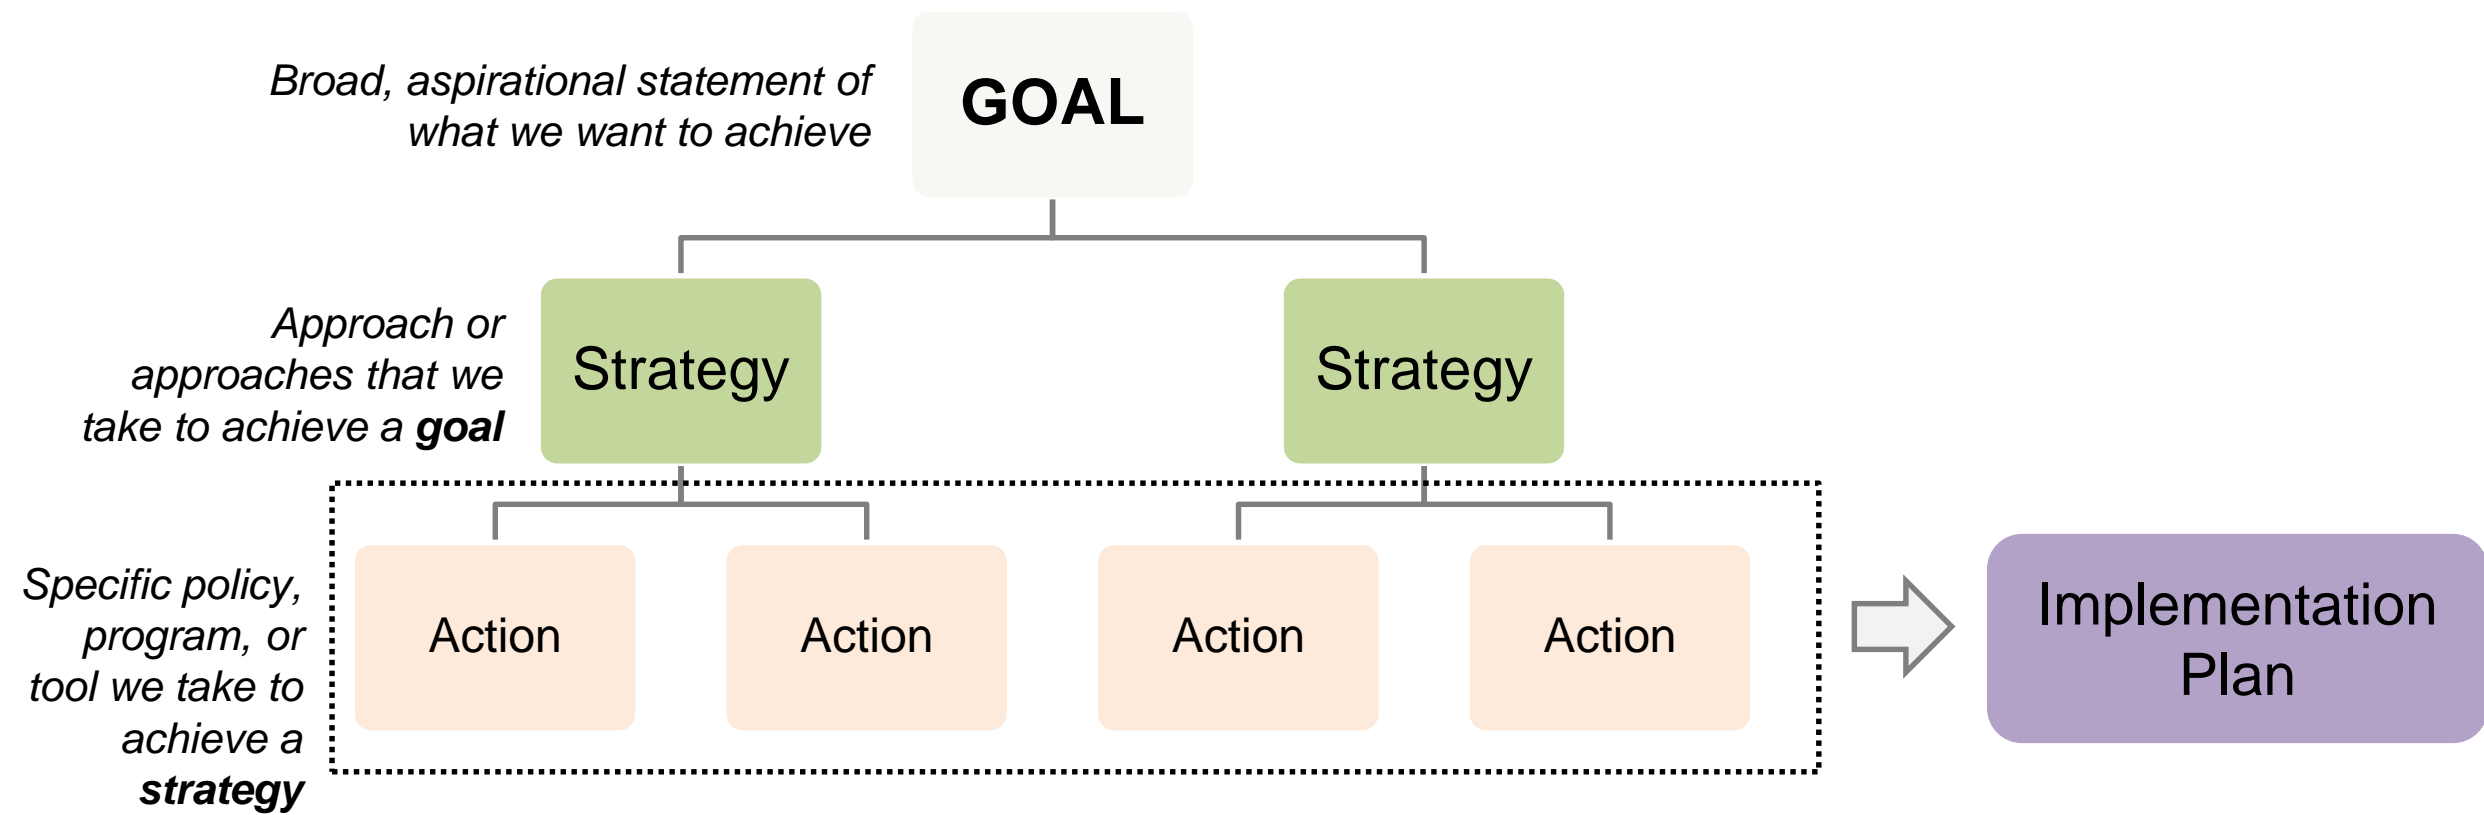 Broad, aspirational statement of
what we want to achieve
GOAL
Approach or
approaches that we
take to achieve a goal
Strategy
Strategy
Specific policy,
program, or
tool we take to
achieve a
strategy
Action
Action
Action
Action
Implementation
Plan